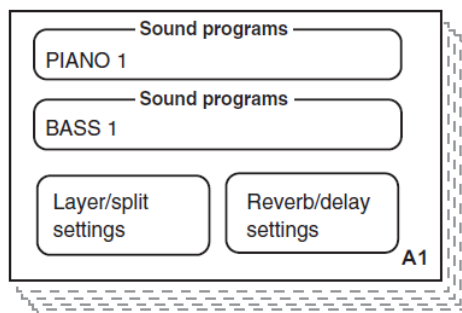 Sound programs
PIANO 1
Sound programs
BASS 1
Layer/split
settings
Reverb/delay
settings
A1